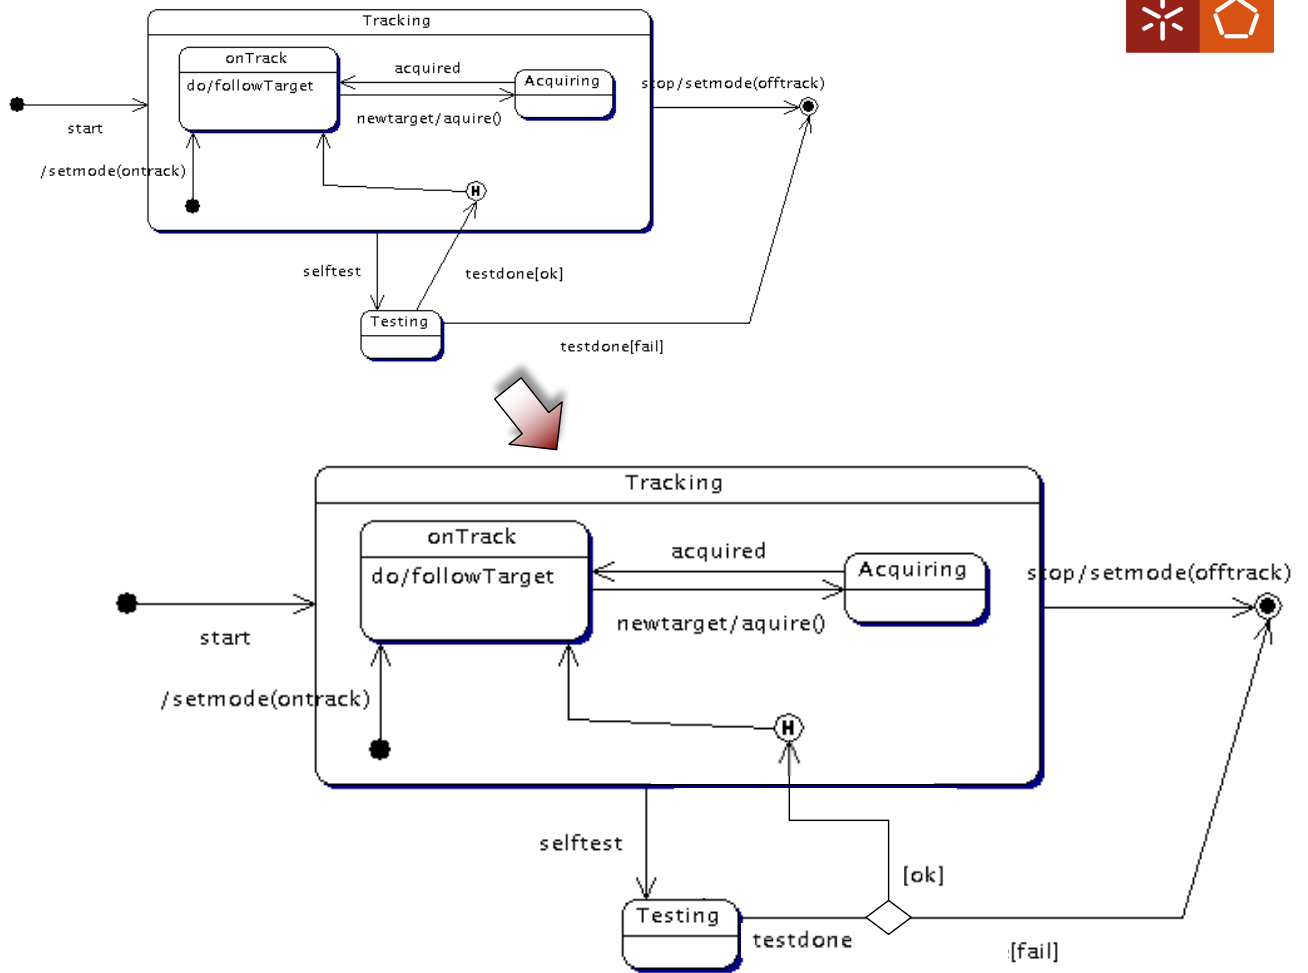 Tracking
onTrack
do/followTarget
acquired
Acquiring
stop/setmode(offtrack)
start
newtarget/aquire()
/setmode(ontrack)
H
selftest
testdone[ok]
Testing
testdone[fail]
Tracking
onTrack
do/followTarget
acquired
Acquiring
stop/setmode(offtrack)
start
newtarget/aquire()
/setmode(ontrack)
H
selftest
[ok]
Testing
testdone
[fail]